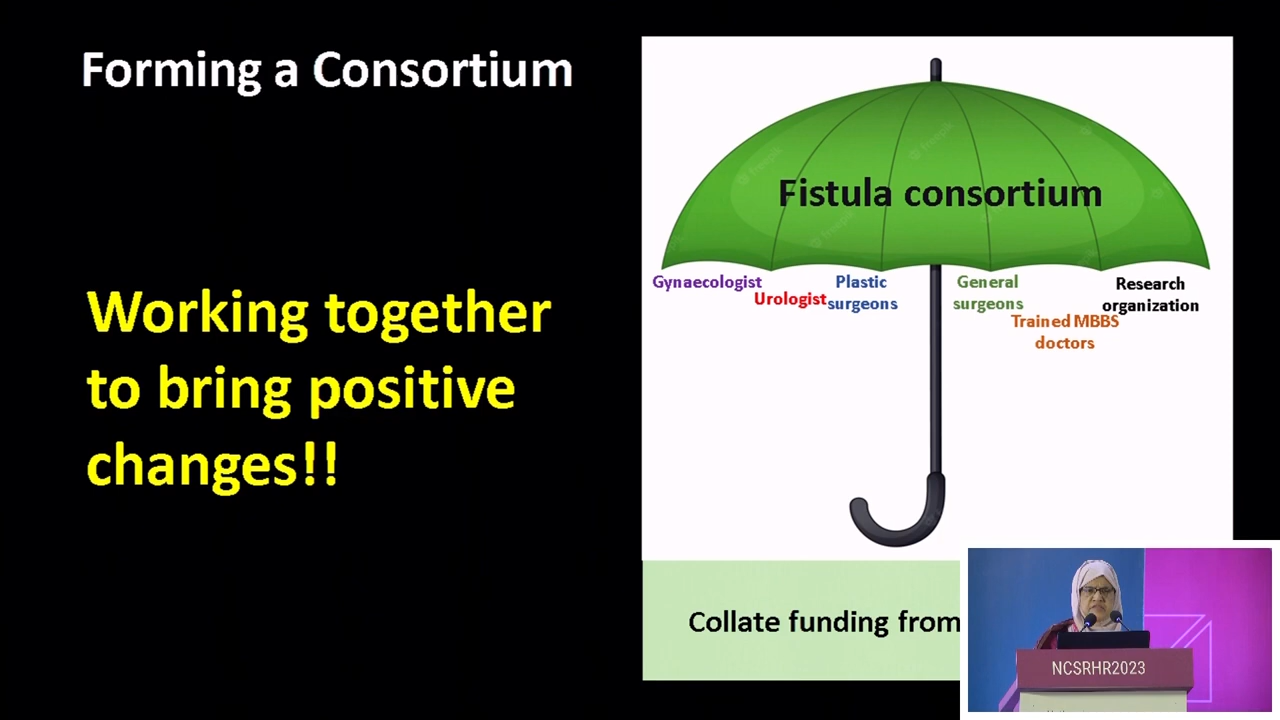 Forming a Consortium
Working together
to bring positive
changes!!
Fistula consortium
Gynaecologist
Urologist
Plastic
surgeons
General
surgeons
Trained MBBS
doctors
Research
organization
Collate funding from
NCSRHR2023